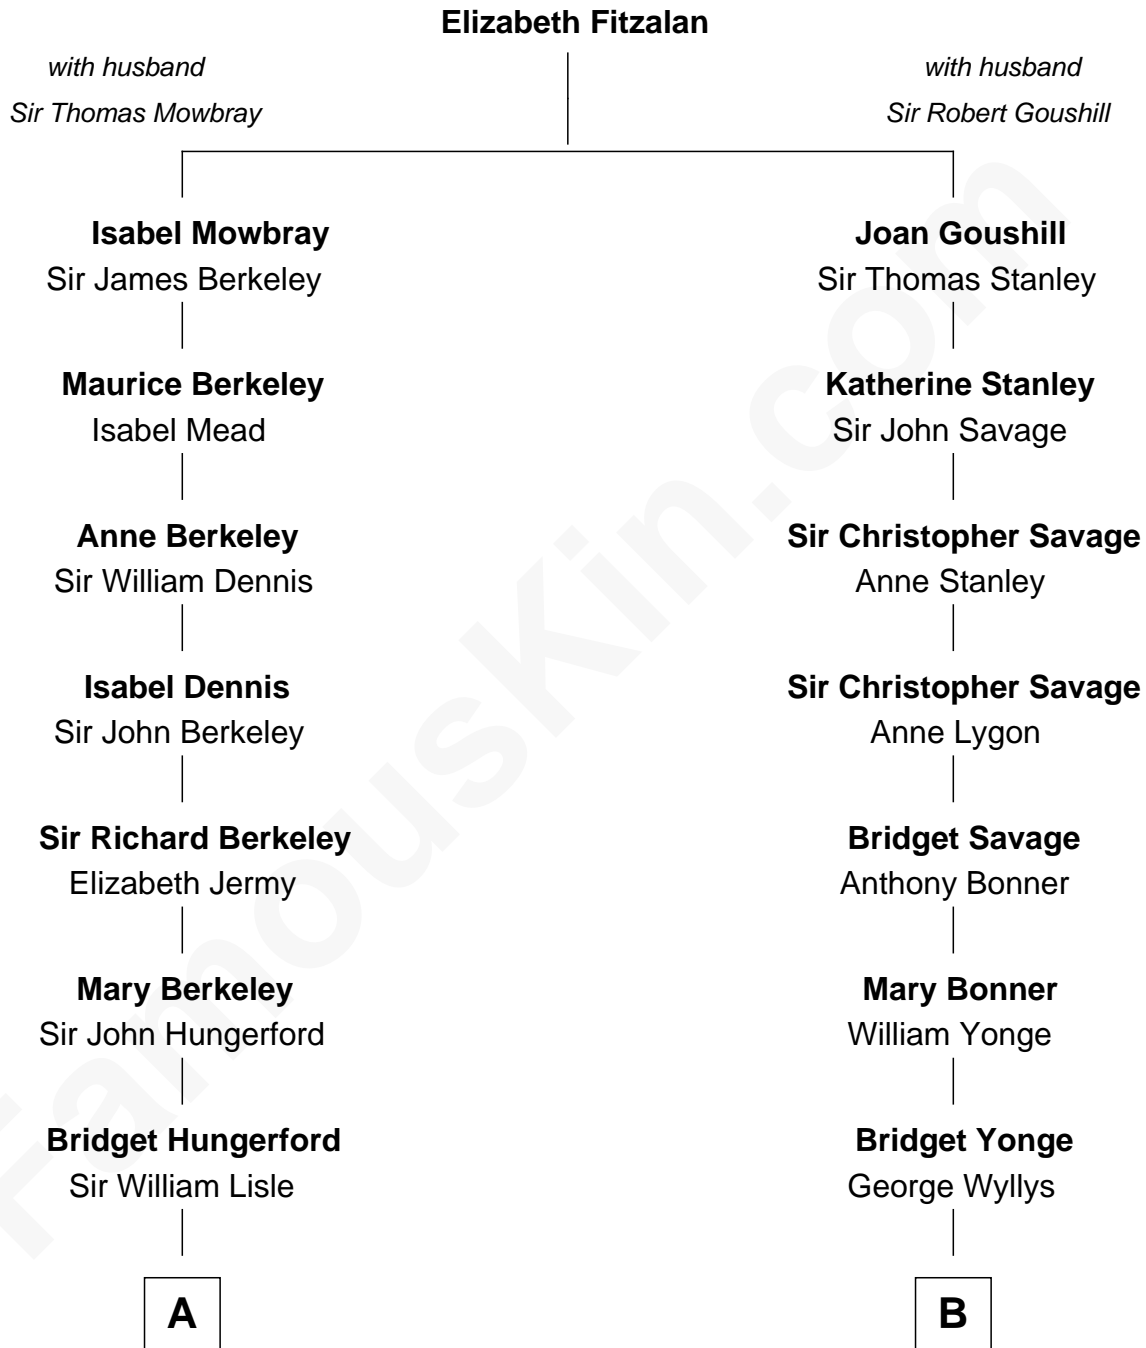 Elizabeth Fitzalan
with husband
Sir Thomas Mowbray
with husband
Sir Robert Goushill
Isabel Mowbray
Sir James Berkeley
Joan Goushill
Sir Thomas Stanley
Maurice Berkeley
Isabel Mead
Katherine Stanley
Sir John Savage
Anne Berkeley
Sir William Dennis
Sir Christopher Savage
Anne Stanley
Isabel Dennis
Sir John Berkeley
Sir Christopher Savage
Anne Lygon
Sir Richard Berkeley
Elizabeth Jermy
Bridget Savage
Anthony Bonner
Mary Berkeley
Sir John Hungerford
Mary Bonner
William Yonge
Bridget Hungerford
Sir William Lisle
Bridget Yonge
George Wyllys
A
B
FamousKin.com